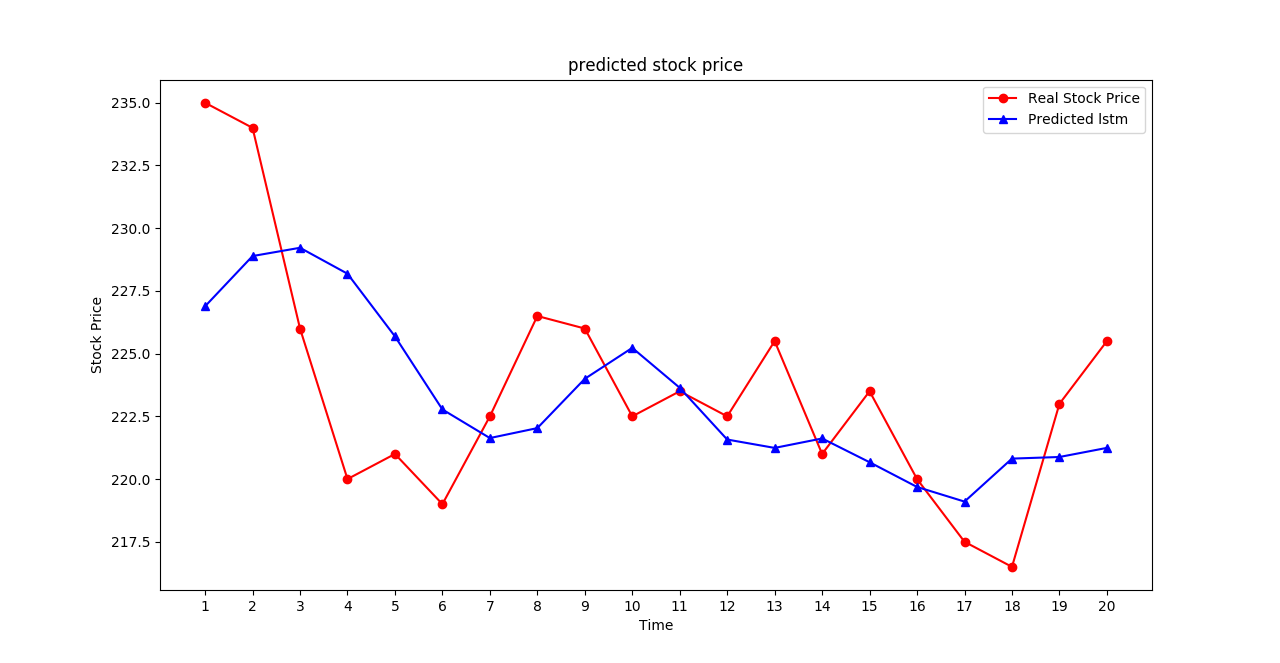 predicted stock price
Real Stock Price
Predicted lstm
Stock Price
235.0
232.5
230.0
227.5
225.0
222.5
220.0
217.5
1 2 3 4 5 6 7 8 9 10 11 12 13 14 15 16 17 18 19 20
Time